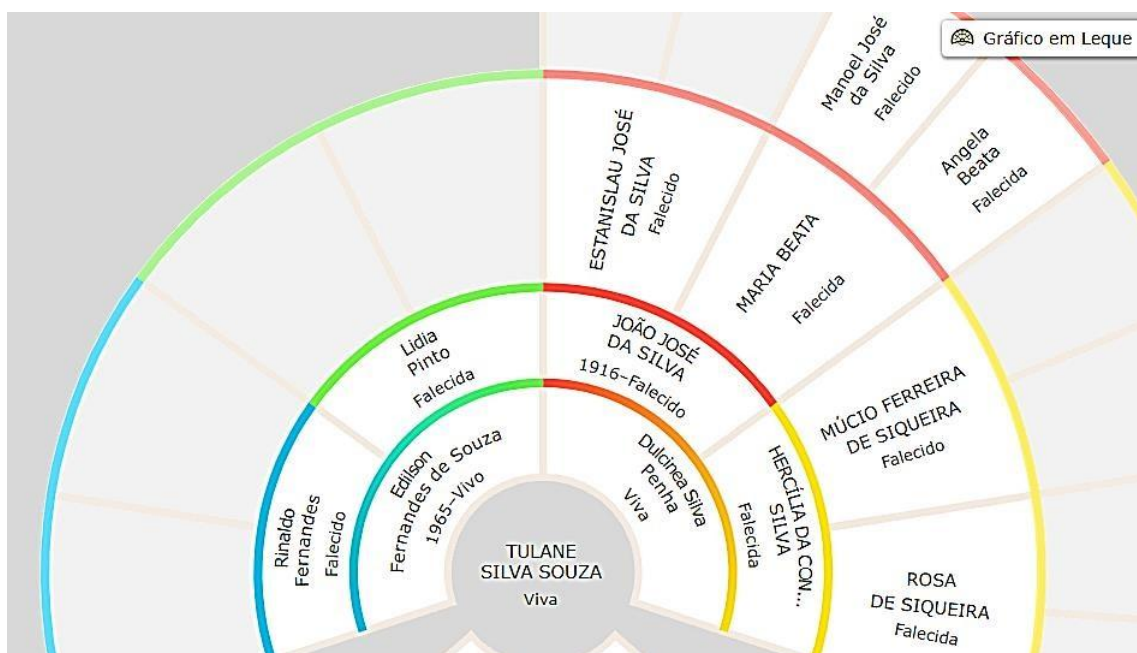 Gráfico em Leque
Manoel José
da Silva
Falecido
Angela
Beata
Falecida
ESTANISLAU JOSÉ
DA SILVA
Falecido
MARIA BEATA
Falecida
Lidia
Pinto
Falecida
JOÃO JOSÉ
DA SILVA
1916–Falecido
MÚCIO FERREIRA
DE SIQUEIRA
Falecido
Rinaldo
Fernandes
Falecido
Edilson
Fernandes de Souza
1965–Vivo
Dulcinea Silva
Penha
Viva
HERCÍLIA DA CON...
SILVA
Falecida
TULANE
SILVA SOUZA
Viva
ROSA
DE SIQUEIRA
Falecida